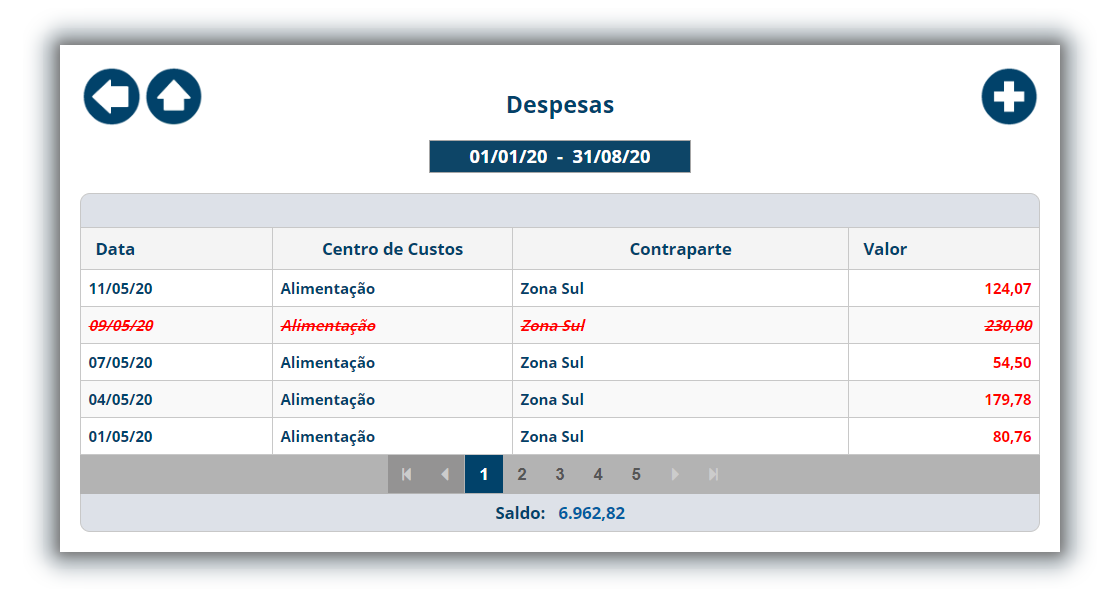 Despesas
01/01/20 - 31/08/20
Data Centro de Custos Contraparte Valor
11/05/20 Alimentação Zona Sul 124,07
09/05/20 Alimentação Zona Sul 230,00
07/05/20 Alimentação Zona Sul 54,50
04/05/20 Alimentação Zona Sul 179,78
01/05/20 Alimentação Zona Sul 80,76
1 2 3 4 5
Saldo: 6.962,82